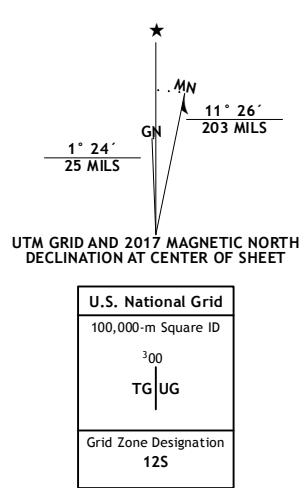 ★
MN
GN
11° 26´
203 MILS
1° 24´
25 MILS
UTM GRID AND 2017 MAGNETIC NORTH
DECLINATION AT CENTER OF SHEET
U.S. National Grid
100,000-m Square ID
³00
TG UG
Grid Zone Designation
12S